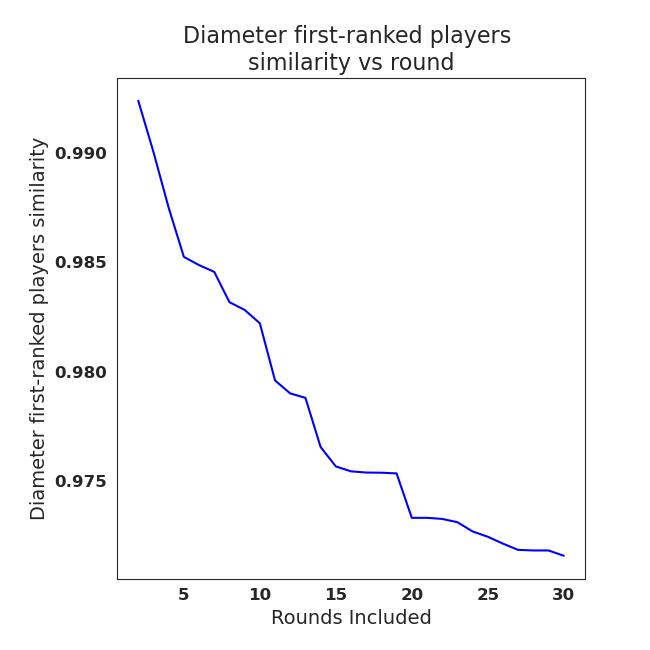 Diameter first-ranked players
similarity vs round
Diameter first-ranked players similarity
0.990
0.985
0.980
0.975
5 10 15 20 25 30
Rounds Included